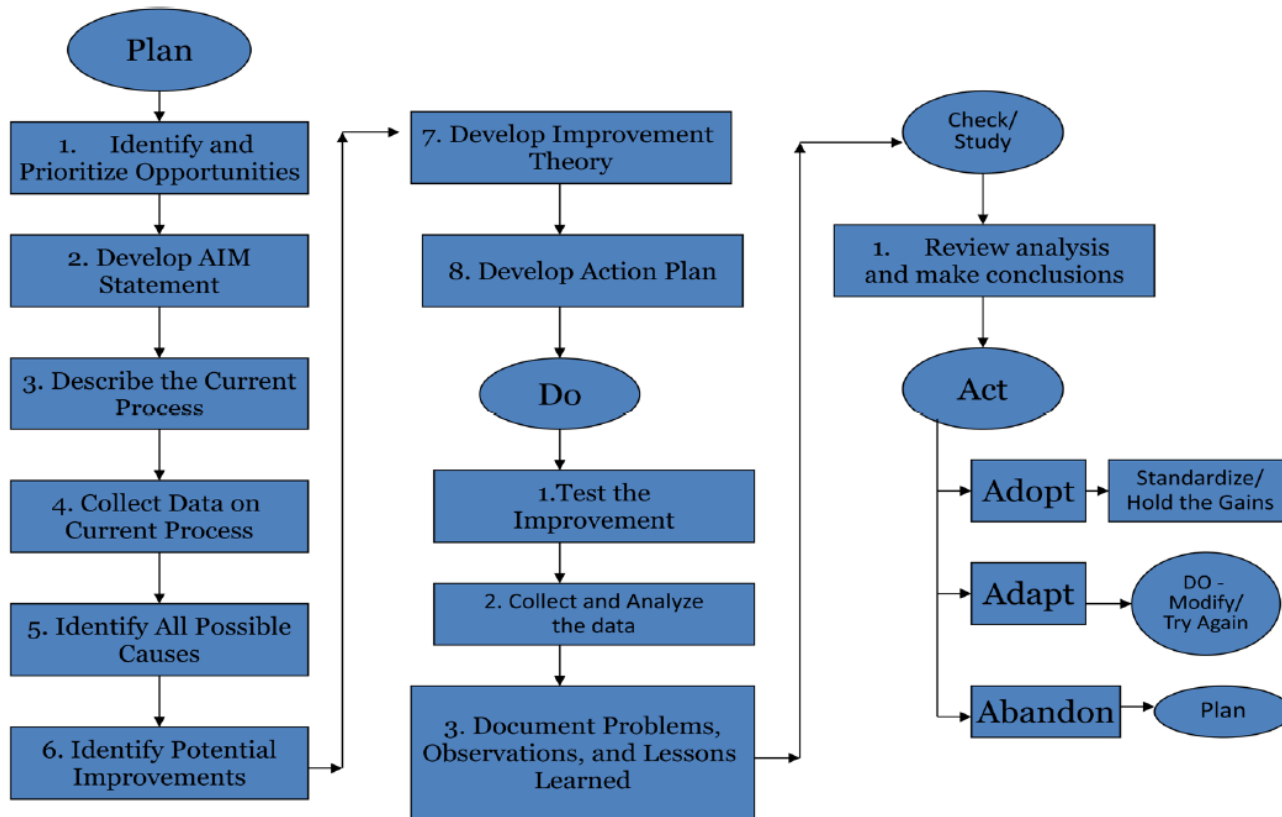 Plan
1. Identify and
Prioritize Opportunities
2. Develop AIM
Statement
3. Describe the Current
Process
4. Collect Data on
Current Process
5. Identify All Possible
Causes
6. Identify Potential
Improvements
7. Develop Improvement
Theory
8. Develop Action Plan
Do
1.Test the
Improvement
2. Collect and Analyze
the data
3. Document Problems,
Observations, and Lessons
Learned
Check/
Study
1. Review analysis
and make conclusions
Act
Adopt
Standardize/
Hold the Gains
Adapt
DO -
Modify/
Try Again
Abandon
Plan